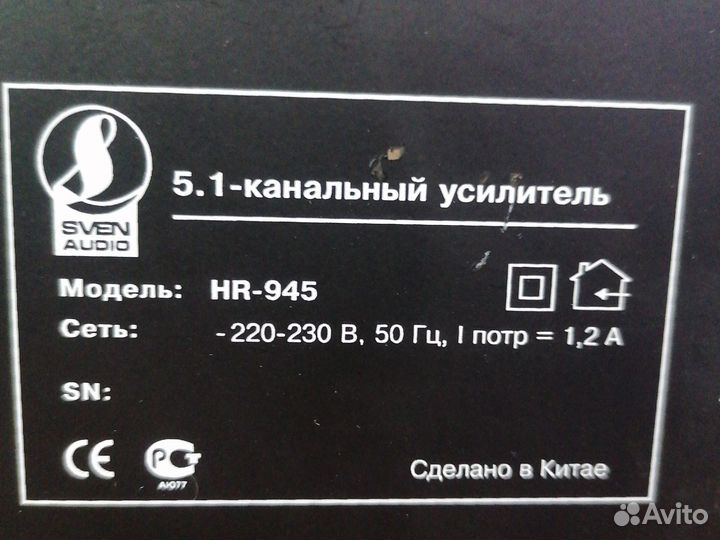 SVEN
AUDIO
5.1-канальный усилитель
Модель: HR-945
Сеть: ~220-230 В, 50 Гц, I потр = 1,2 А
SN:
CE
РСТ
АЮ77
Сделано в Китае
Avito